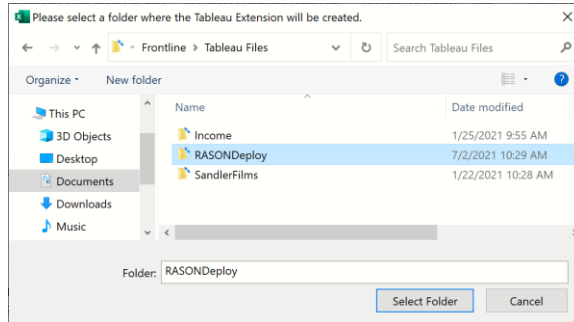 Please select a folder where the Tableau Extension will be created.
Frontline > Tableau Files
Search Tableau Files
Organize
New folder
Name
Date modified
This PC
3D Objects
Desktop
Documents
Downloads
Music
Income
1/25/2021 9:55 AM
RASONDeploy
7/2/2021 10:29 AM
SandlerFilms
1/22/2021 10:28 AM
Folder:
RASONDeploy
Select Folder
Cancel